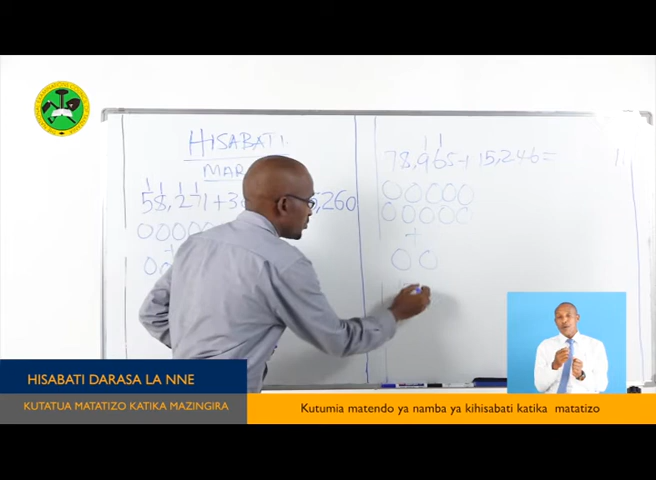 HISABATI
78,965+15,246=
58,271+3
,260
+
HISABATI DARASA LA NNE
KUTATUA MATATIZO KATIKA MAZINGIRA
Kutumia matendo ya namba ya kihisabati katika matatizo